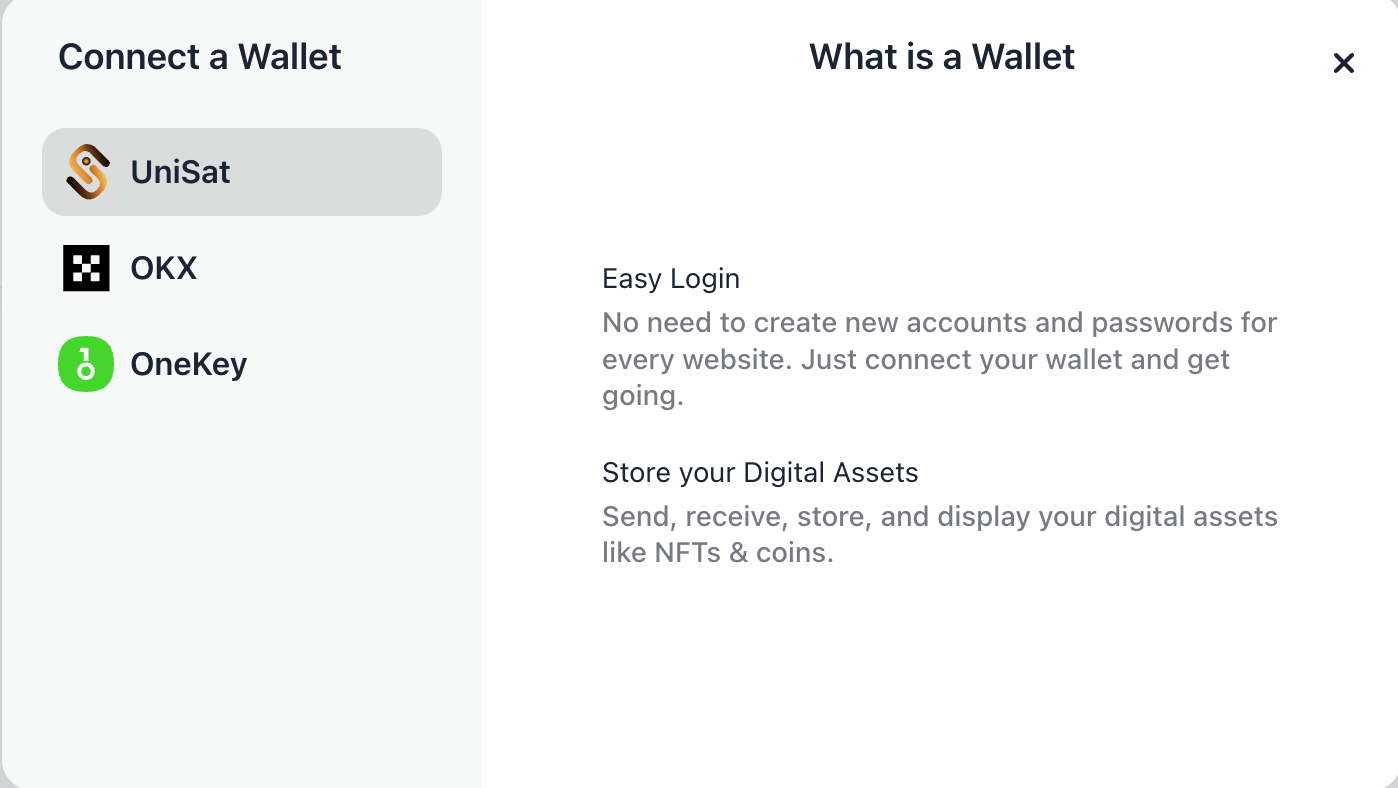 Connect a Wallet
UniSat
OKX
OneKey
What is a Wallet
Easy Login
No need to create new accounts and passwords for
every website. Just connect your wallet and get
going.
Store your Digital Assets
Send, receive, store, and display your digital assets
like NFTs & coins.